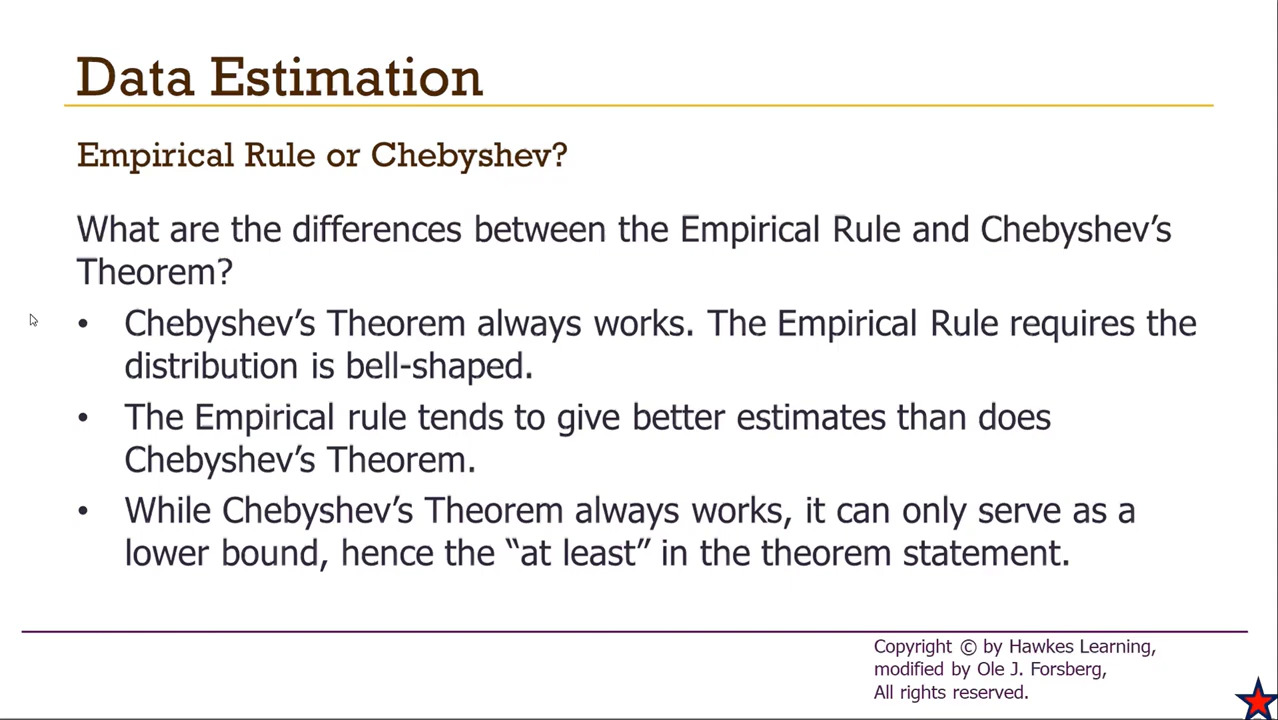 Data Estimation
Empirical Rule or Chebyshev?
What are the differences between the Empirical Rule and Chebyshev’s
Theorem?
• Chebyshev’s Theorem always works. The Empirical Rule requires the
distribution is bell-shaped.
• The Empirical rule tends to give better estimates than does
Chebyshev’s Theorem.
• While Chebyshev’s Theorem always works, it can only serve as a
lower bound, hence the “at least” in the theorem statement.
Copyright © by Hawkes Learning,
modified by Ole J. Forsberg,
All rights reserved.